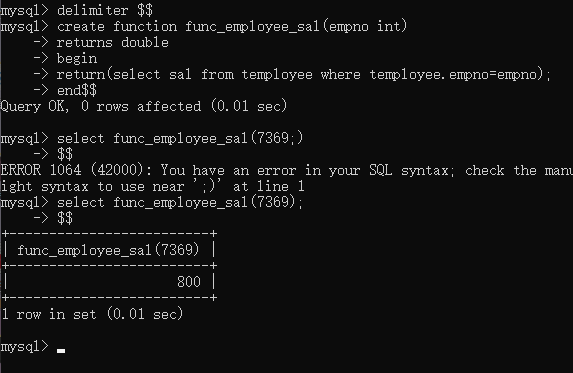 mysql> delimiter $$
mysql> create function func_employee_sal(empno int)
    -> returns double
    -> begin
    -> return(select sal from temployee where temployee.empno=empno);
    -> end$$
Query OK, 0 rows affected (0.01 sec)

mysql> select func_employee_sal(7369;)
    -> $$
ERROR 1064 (42000): You have an error in your SQL syntax; check the manu
ight syntax to use near ';)' at line 1
mysql> select func_employee_sal(7369);
    -> $$
+-------------------------+
| func_employee_sal(7369) |
+-------------------------+
|                     800 |
+-------------------------+
1 row in set (0.01 sec)

mysql>